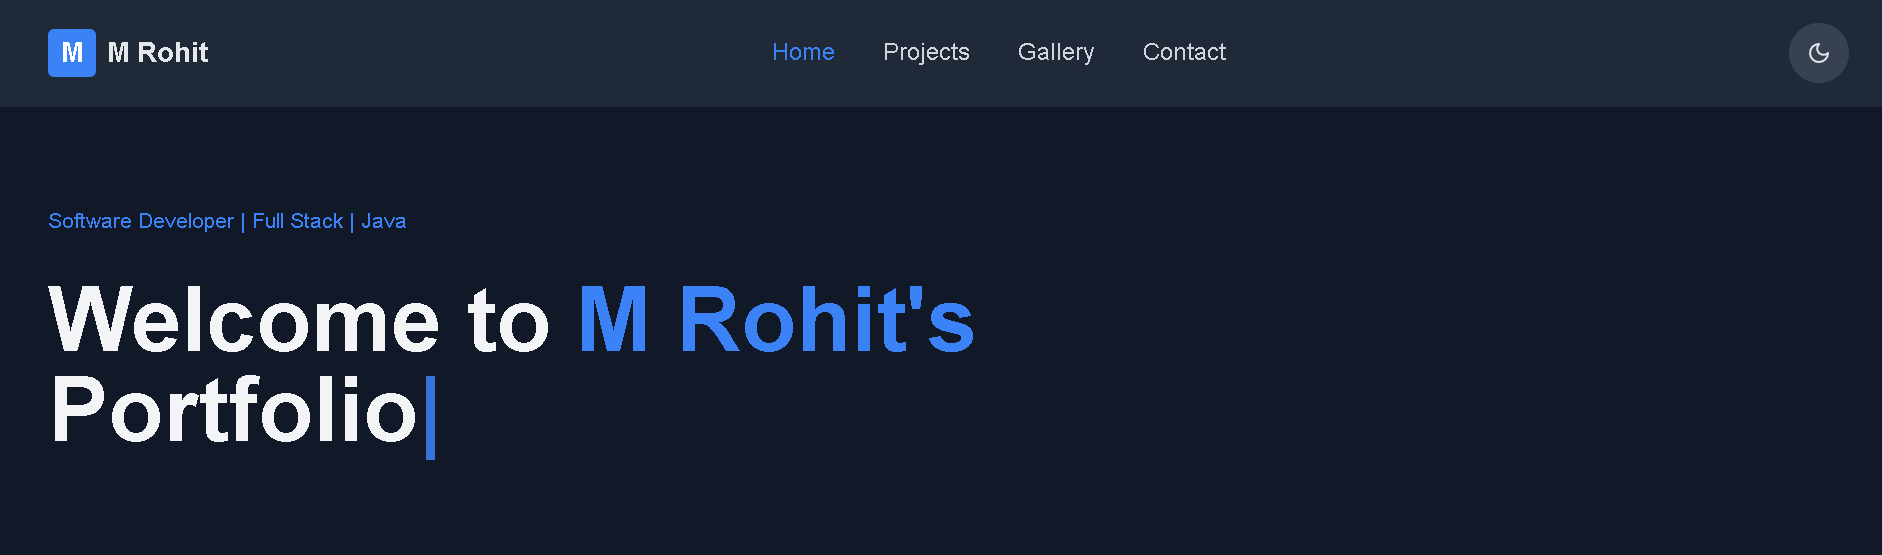 M M Rohit
Home Projects Gallery Contact
Software Developer | Full Stack | Java
Welcome to M Rohit's
Portfolio|